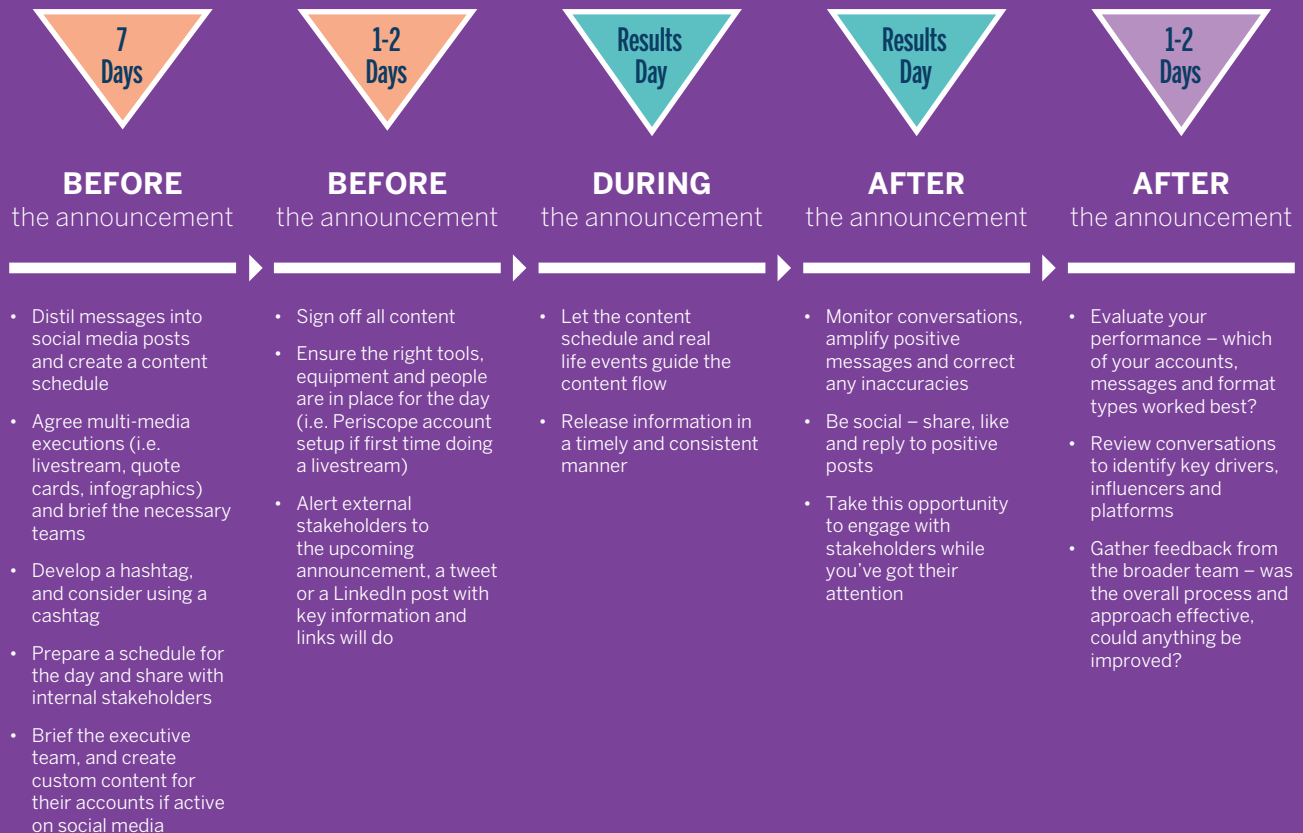 7
Days
BEFORE
the announcement
• Distil messages into
social media posts
and create a content
schedule
• Agree multi-media
executions (i.e.
livestream, quote
cards, infographics)
and brief the necessary
teams
• Develop a hashtag,
and consider using a
cashtag
• Prepare a schedule for
the day and share with
internal stakeholders
• Brief the executive
team, and create
custom content for
their accounts if active
on social media
1-2
Days
BEFORE
the announcement
• Sign off all content
• Ensure the right tools,
equipment and people
are in place for the day
(i.e. Periscope account
setup if first time doing
a livestream)
• Alert external
stakeholders to
the upcoming
announcement, a tweet
or a LinkedIn post with
key information and
links will do
Results
Day
DURING
the announcement
• Let the content
schedule and real
life events guide the
content flow
• Release information in
a timely and consistent
manner
Results
Day
AFTER
the announcement
• Monitor conversations,
amplify positive
messages and correct
any inaccuracies
• Be social – share, like
and reply to positive
posts
• Take this opportunity
to engage with
stakeholders while
you’ve got their
attention
1-2
Days
AFTER
the announcement
• Evaluate your
performance – which
of your accounts,
messages and format
types worked best?
• Review conversations
to identify key drivers,
influencers and
platforms
• Gather feedback from
the broader team – was
the overall process and
approach effective,
could anything be
improved?